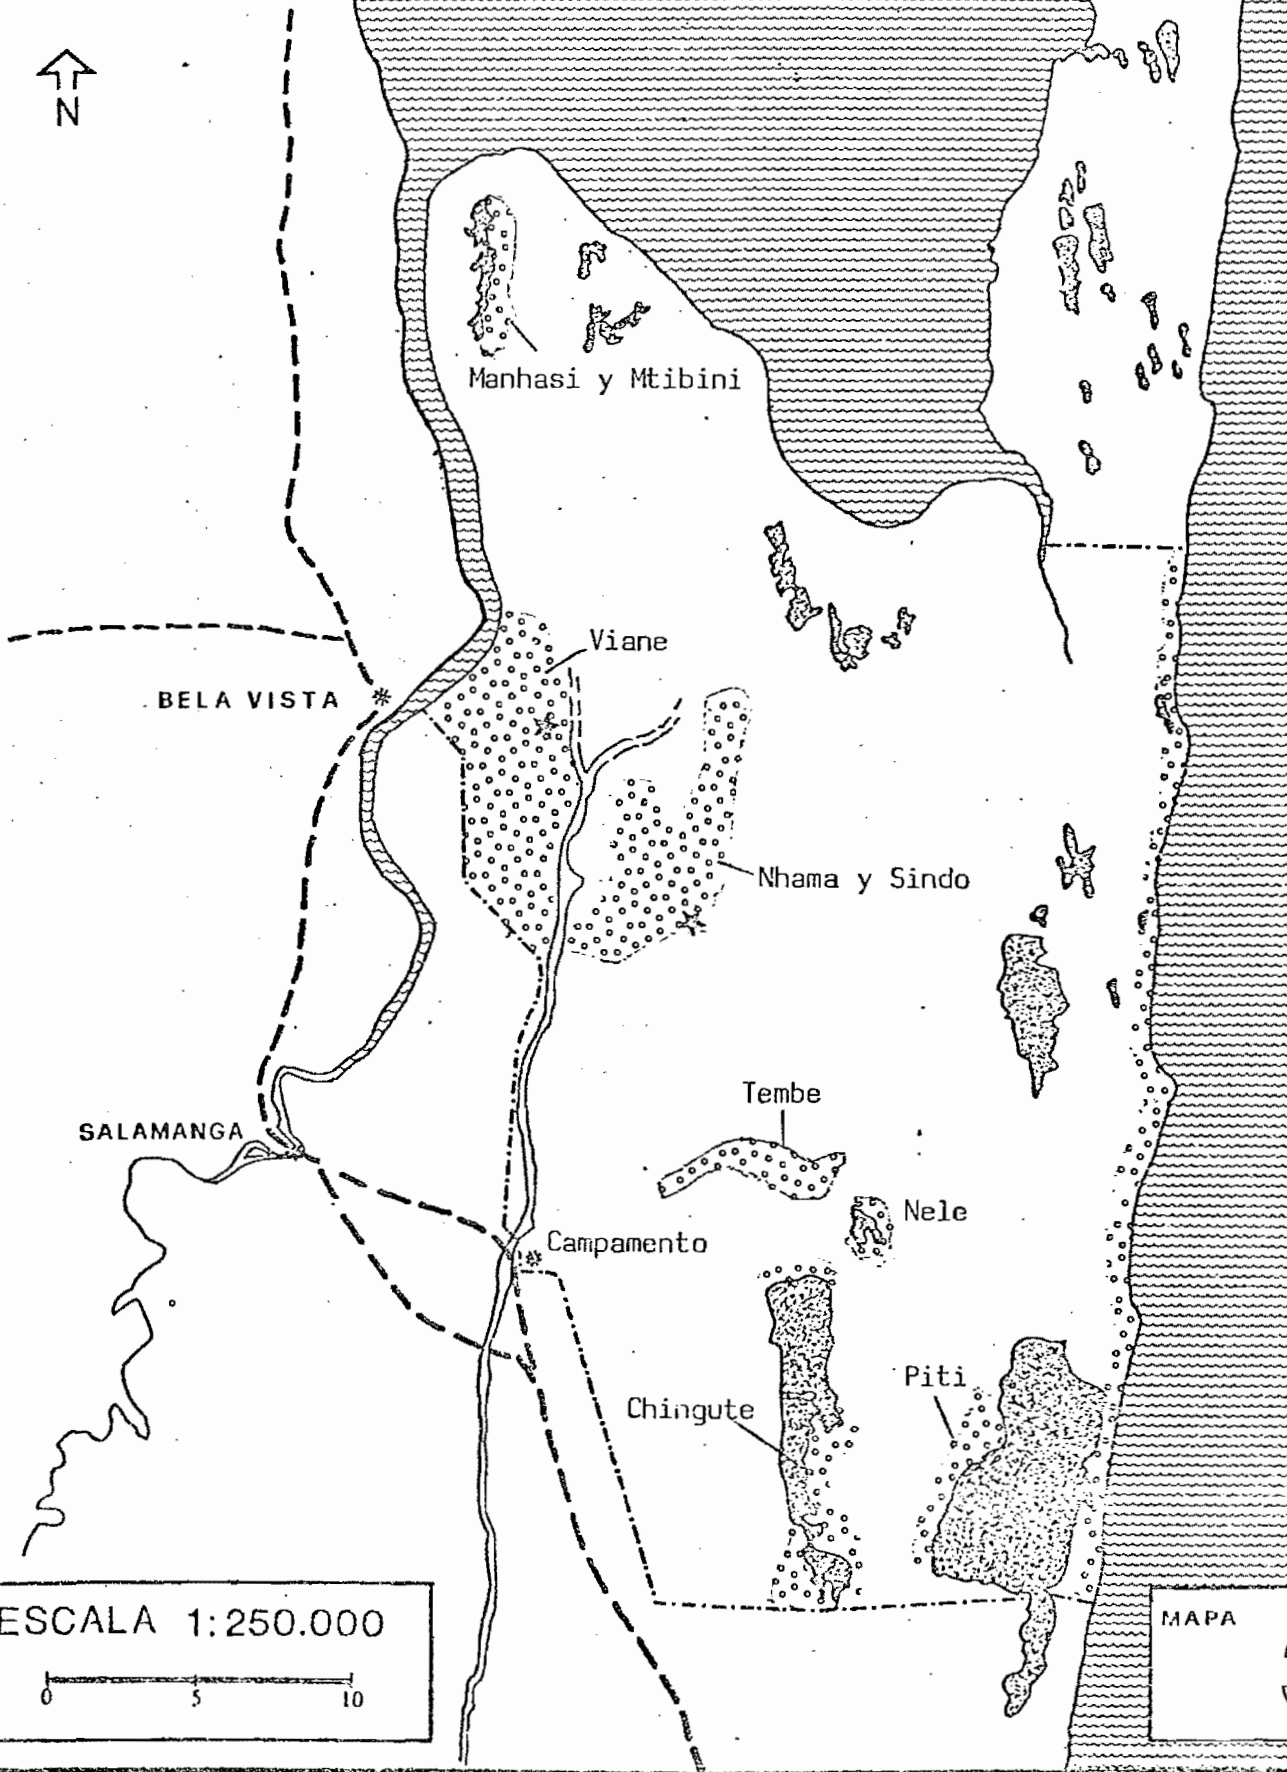 N
Manhasi y Mtibini
Viane
BELA VISTA
Nhama y Sindo
Tembe
SALAMANGA
Nele
Campamento
Piti
Chingute
ESCALA 1:250.000
0 5 10
MAPA